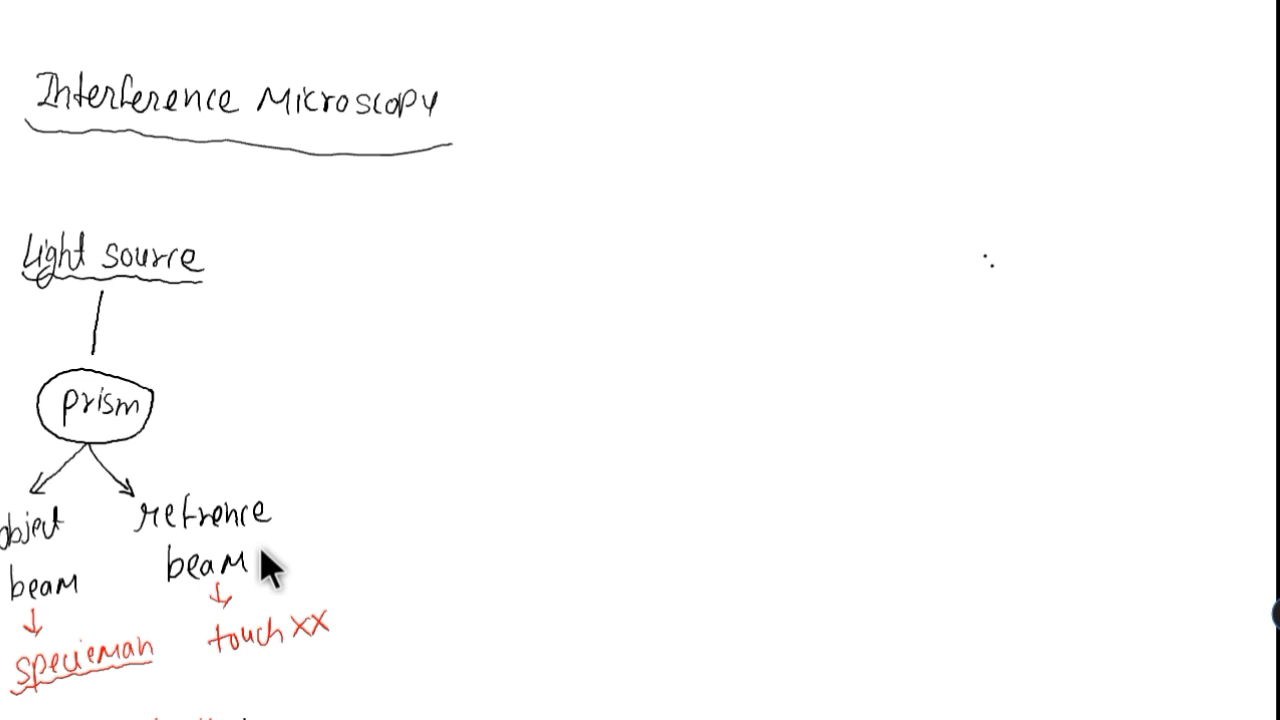 Interference Microscopy
Light source
prism
object refrence
beam beam
specieman touch XX